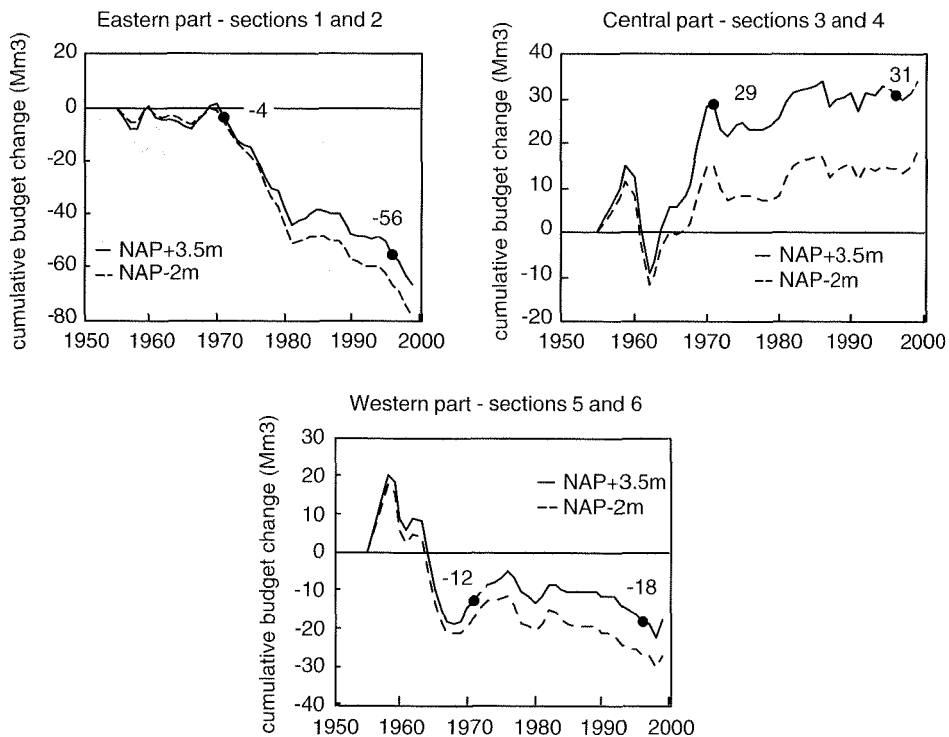 Eastern part - sections 1 and 2
cumulative budget change (Mm3)
20
0
-20
-40
-60
-80
-4
-56
NAP+3.5m
NAP-2m
1950 1960 1970 1980 1990 2000
Central part - sections 3 and 4
cumulative budget change (Mm3)
40
30
20
10
0
-10
-20
29
31
NAP+3.5m
NAP-2m
1950 1960 1970 1980 1990 2000
Western part - sections 5 and 6
cumulative budget change (Mm3)
30
20
10
0
-10
-20
-30
-40
NAP+3.5m
NAP-2m
-12
-18
1950 1960 1970 1980 1990 2000